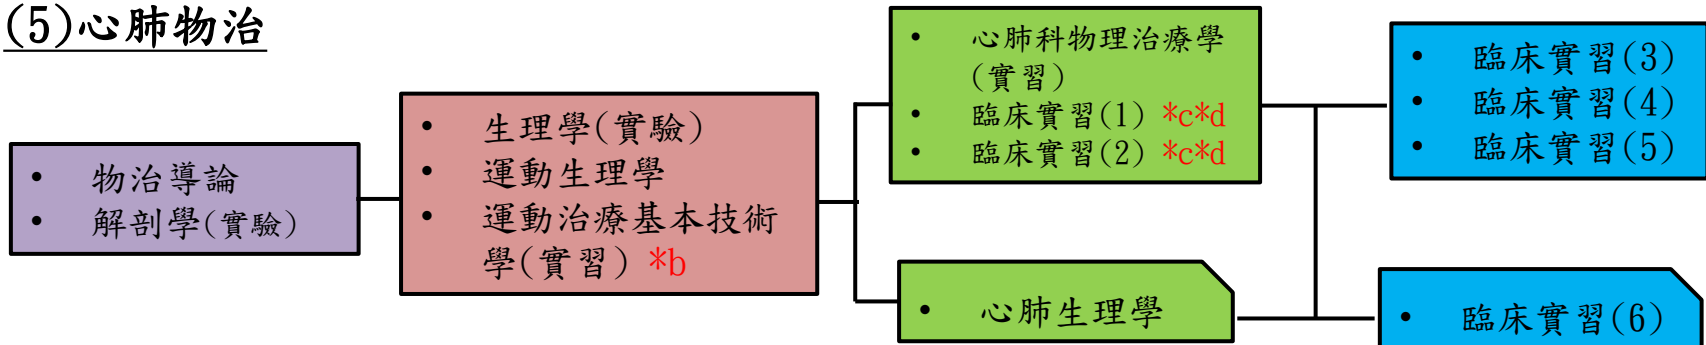 (5)心肺物治
• 物治導論
• 解剖學(實驗)
• 生理學(實驗)
• 運動生理學
• 運動治療基本技術
學(實習) *b
• 心肺科物理治療學
(實習)
• 臨床實習(1) *c*d
• 臨床實習(2) *c*d
• 心肺生理學
• 臨床實習(3)
• 臨床實習(4)
• 臨床實習(5)
• 臨床實習(6)